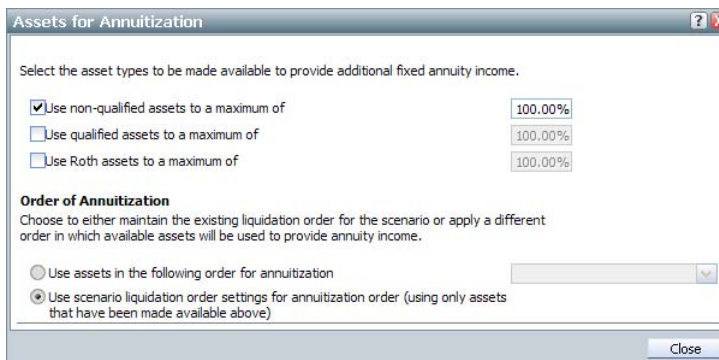 Assets for Annuitization
?
Select the asset types to be made available to provide additional fixed annuity income.
Use non-qualified assets to a maximum of 100.00%
Use qualified assets to a maximum of 100.00%
Use Roth assets to a maximum of 100.00%
Order of Annuitization
Choose to either maintain the existing liquidation order for the scenario or apply a different
order in which available assets will be used to provide annuity income.
Use assets in the following order for annuitization
Use scenario liquidation order settings for annuitization order (using only assets
that have been made available above)
Close